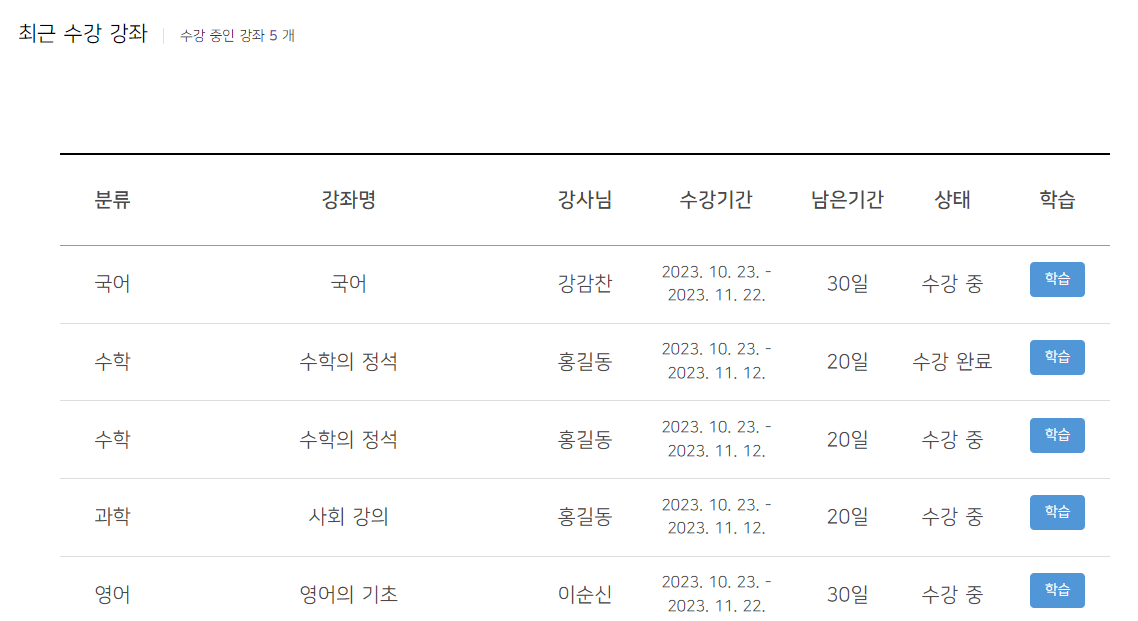 최근 수강 강좌 수강 중인 강좌 5 개
분류 강좌명 강사님 수강기간 남은기간 상태 학습
국어 국어 강감찬 2023. 10. 23. - 2023. 11. 22. 30일 수강 중 학습
수학 수학의 정석 홍길동 2023. 10. 23. - 2023. 11. 12. 20일 수강 완료 학습
수학 수학의 정석 홍길동 2023. 10. 23. - 2023. 11. 12. 20일 수강 중 학습
과학 사회 강의 홍길동 2023. 10. 23. - 2023. 11. 12. 20일 수강 중 학습
영어 영어의 기초 이순신 2023. 10. 23. - 2023. 11. 22. 30일 수강 중 학습